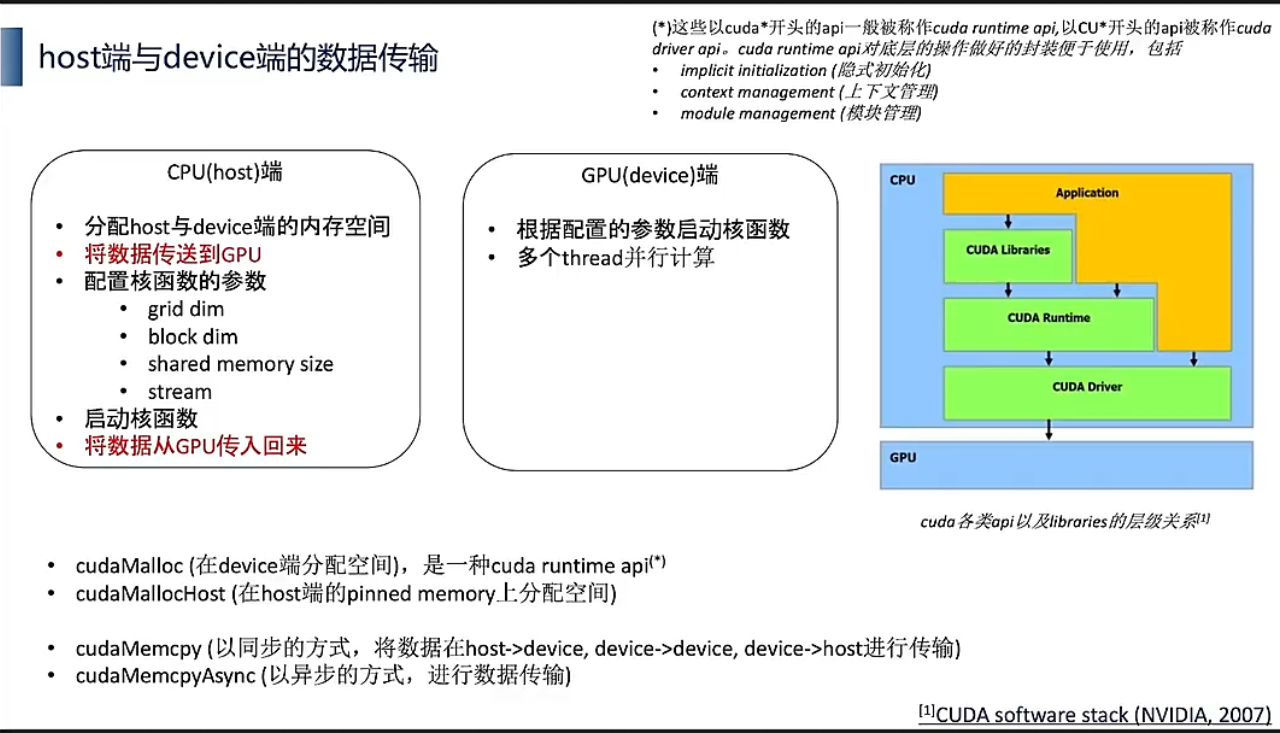 host端与device端的数据传输
(*)这些以cuda*开头的api一般被称作cuda runtime api,以CU*开头的api被称作cuda
driver api。cuda runtime api对底层的操作做好的封装便于使用，包括
• implicit initialization (隐式初始化)
• context management (上下文管理)
• module management (模块管理)
CPU(host)端
• 分配host与device端的内存空间
• 将数据传送到GPU
• 配置核函数的参数
• grid dim
• block dim
• shared memory size
• stream
• 启动核函数
• 将数据从GPU传入回来
GPU(device)端
• 根据配置的参数启动核函数
• 多个thread并行计算
CPU
Application
CUDA Libraries
CUDA Runtime
CUDA Driver
GPU
cuda各类api以及libraries的层级关系[1]
• cudaMalloc (在device端分配空间)，是一种cuda runtime api(*)
• cudaMallocHost (在host端的pinned memory上分配空间)
• cudaMemcpy (以同步的方式，将数据在host->device, device->device, device->host进行传输)
• cudaMemcpyAsync (以异步的方式，进行数据传输)
[1]CUDA software stack (NVIDIA, 2007)